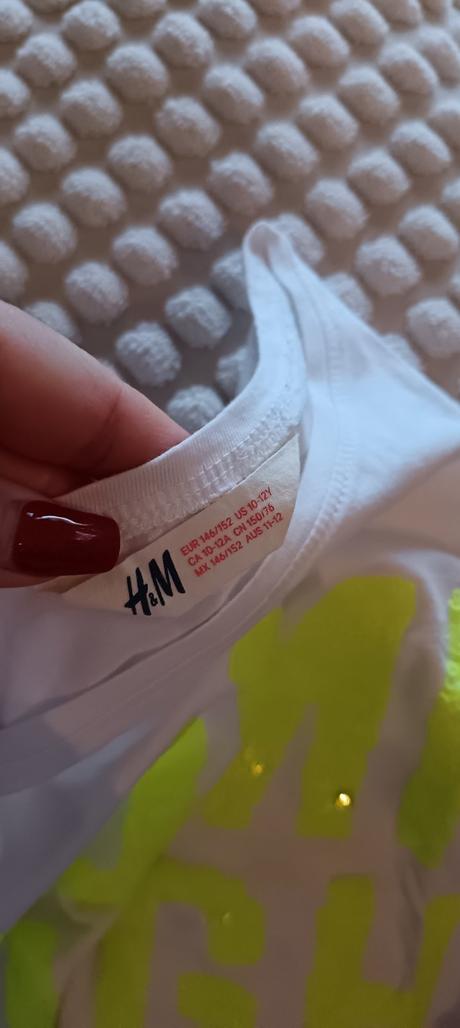 H&M
EUR 146/152 US 10-12Y
CA 10-12A CN 150/76
MX 146/152 AUS 11-12